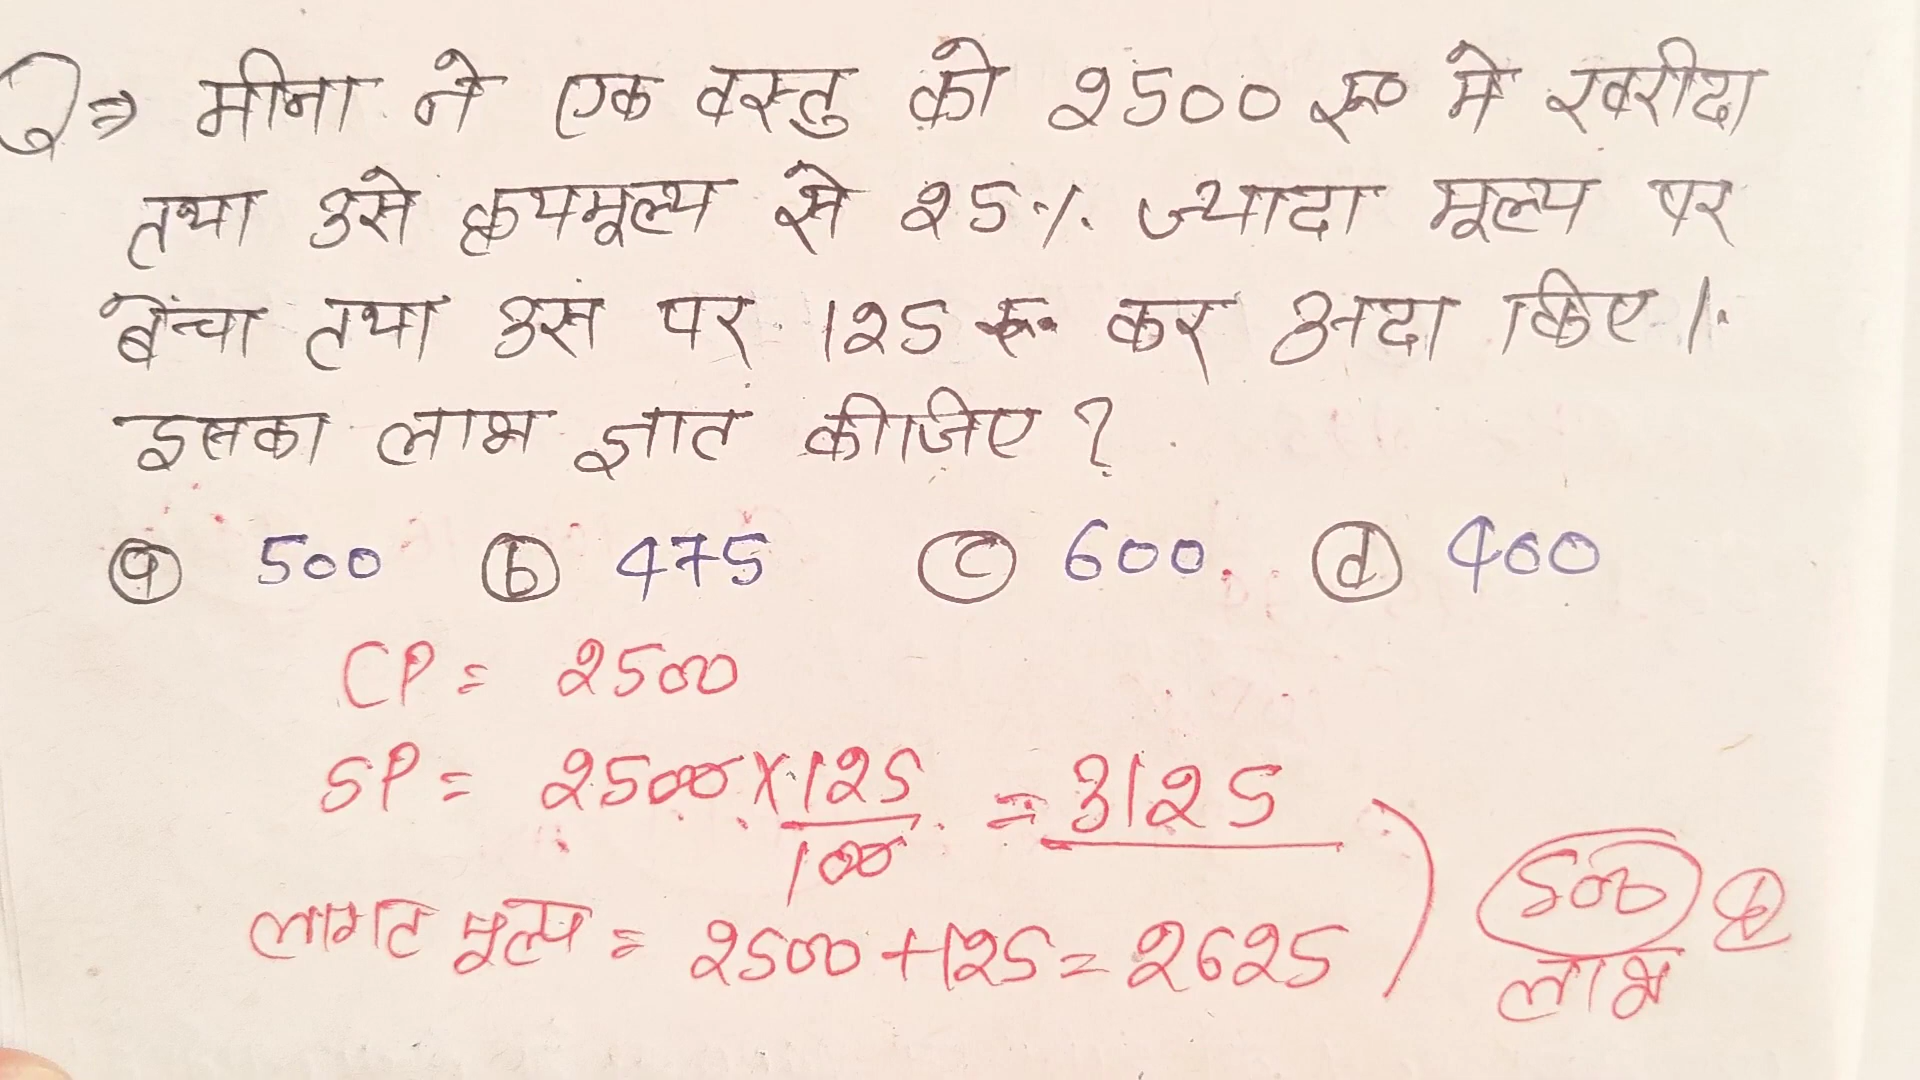 Q⇒ मीना ने एक वस्तु को 2500 रू० में खरीदा
तथा उसे क्रयमूल्य से 25% ज्यादा मूल्य पर
बेंचा तथा उस पर 125 रू० कर अदा किए।
इसका लाभ ज्ञात कीजिए?
ⓐ 500 ⓑ 475 ⓒ 600 ⓓ 400
CP = 2500
SP = 2500 × 125/100 = 3125
लागत मूल्य = 2500 + 125 = 2625
500
लाभ